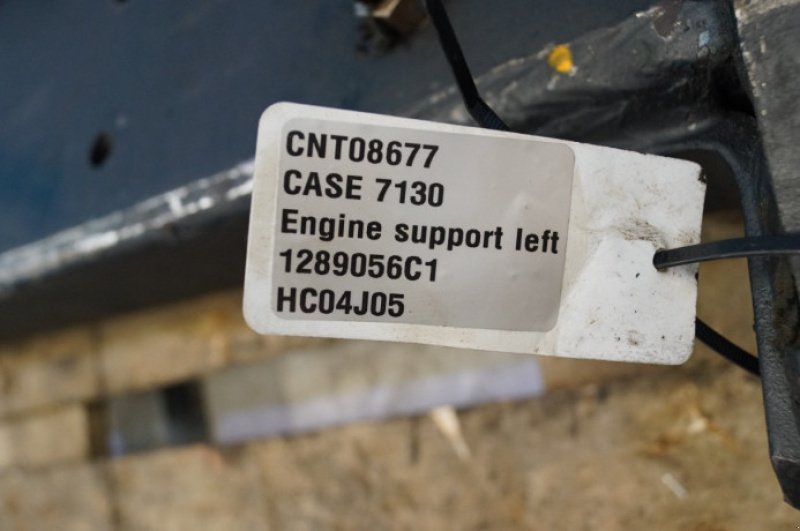 CNT08677
CASE 7130
Engine support left
1289056C1
HC04J05